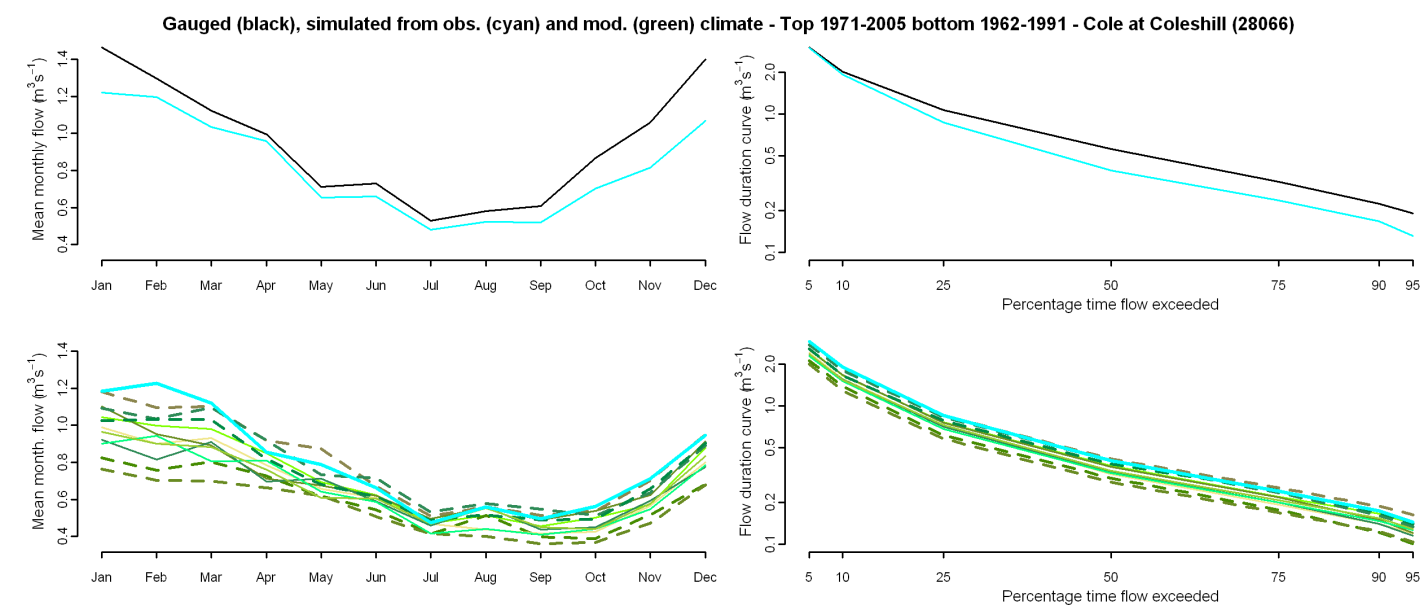 Gauged (black), simulated from obs. (cyan) and mod. (green) climate - Top 1971-2005 bottom 1962-1991 - Cole at Coleshill (28066)
Mean monthly flow (m³s⁻¹)
1.4
1.2
1.0
0.8
0.6
0.4
Jan Feb Mar Apr May Jun Jul Aug Sep Oct Nov Dec
Flow duration curve (m³s⁻¹)
2.0
1.0
0.5
0.2
0.1
5 10 25 50 75 90 95
Percentage time flow exceeded
Mean month. flow (m³s⁻¹)
1.4
1.2
1.0
0.8
0.6
0.4
Jan Feb Mar Apr May Jun Jul Aug Sep Oct Nov Dec
Flow duration curve (m³s⁻¹)
2.0
1.0
0.5
0.2
0.1
5 10 25 50 75 90 95
Percentage time flow exceeded